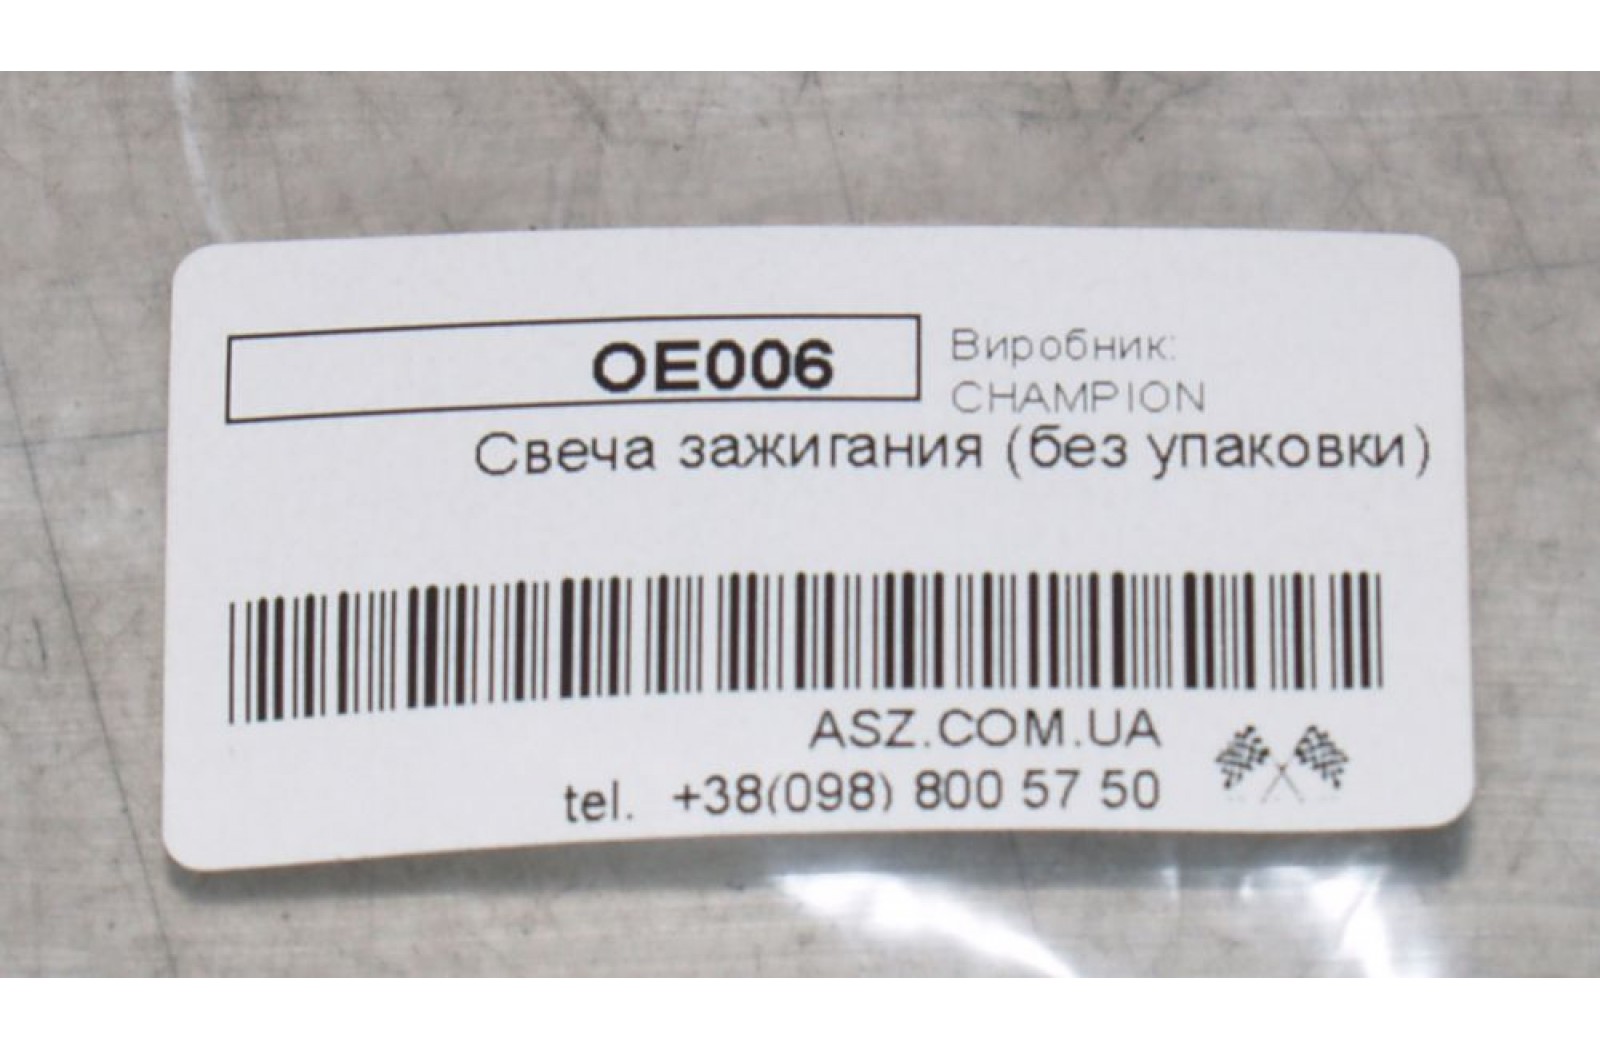 OE006
Виробник:
CHAMPION
Свеча зажигания (без упаковки)
ASZ.COM.UA
tel. +38(098) 800 57 50